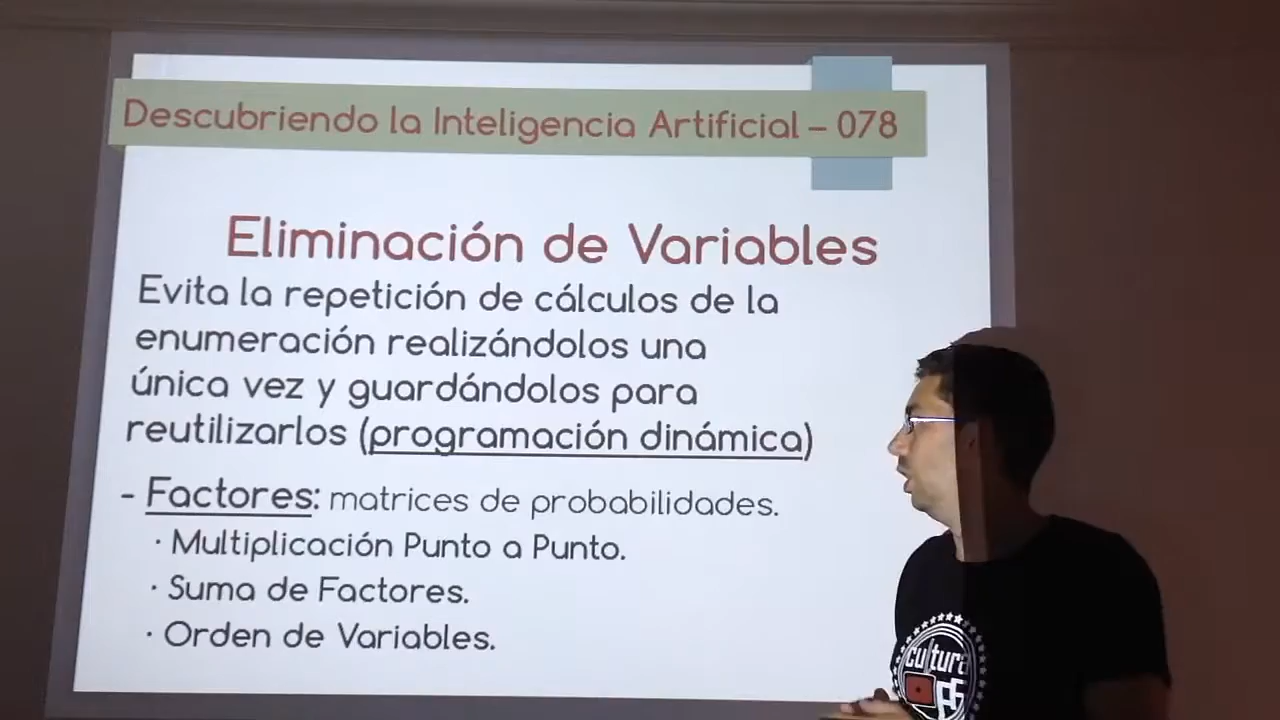 Descubriendo la Inteligencia Artificial – 078
Eliminación de Variables
Evita la repetición de cálculos de la
enumeración realizándolos una
única vez y guardándolos para
reutilizarlos (programación dinámica)
- Factores: matrices de probabilidades.
· Multiplicación Punto a Punto.
· Suma de Factores.
· Orden de Variables.
cultura